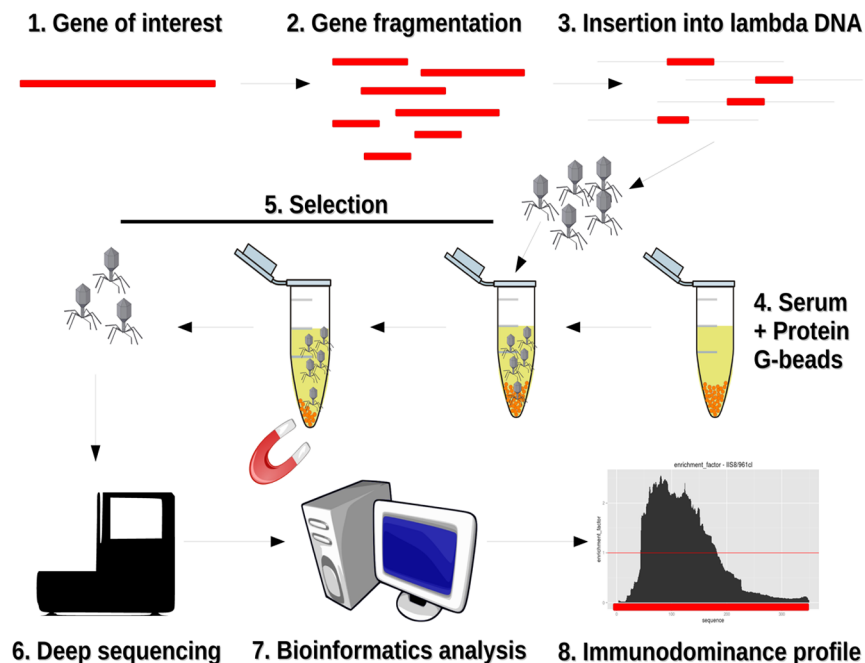 1. Gene of interest
2. Gene fragmentation
3. Insertion into lambda DNA
5. Selection
4. Serum
+ Protein
G-beads
enrichment_factor - IIS8/961cl
enrichment_factor
sequence
6. Deep sequencing
7. Bioinformatics analysis
8. Immunodominance profile